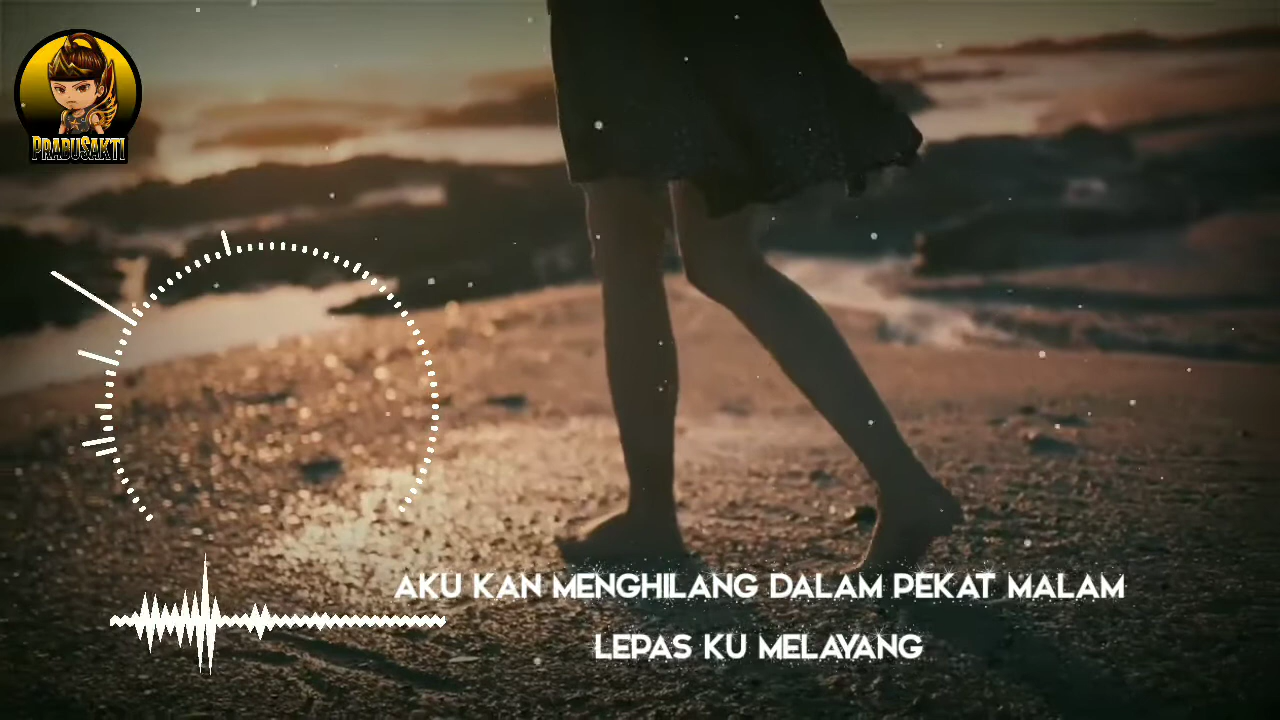 PRABUSAKTI
AKU KAN MENGHILANG DALAM PEKAT MALAM
LEPAS KU MELAYANG